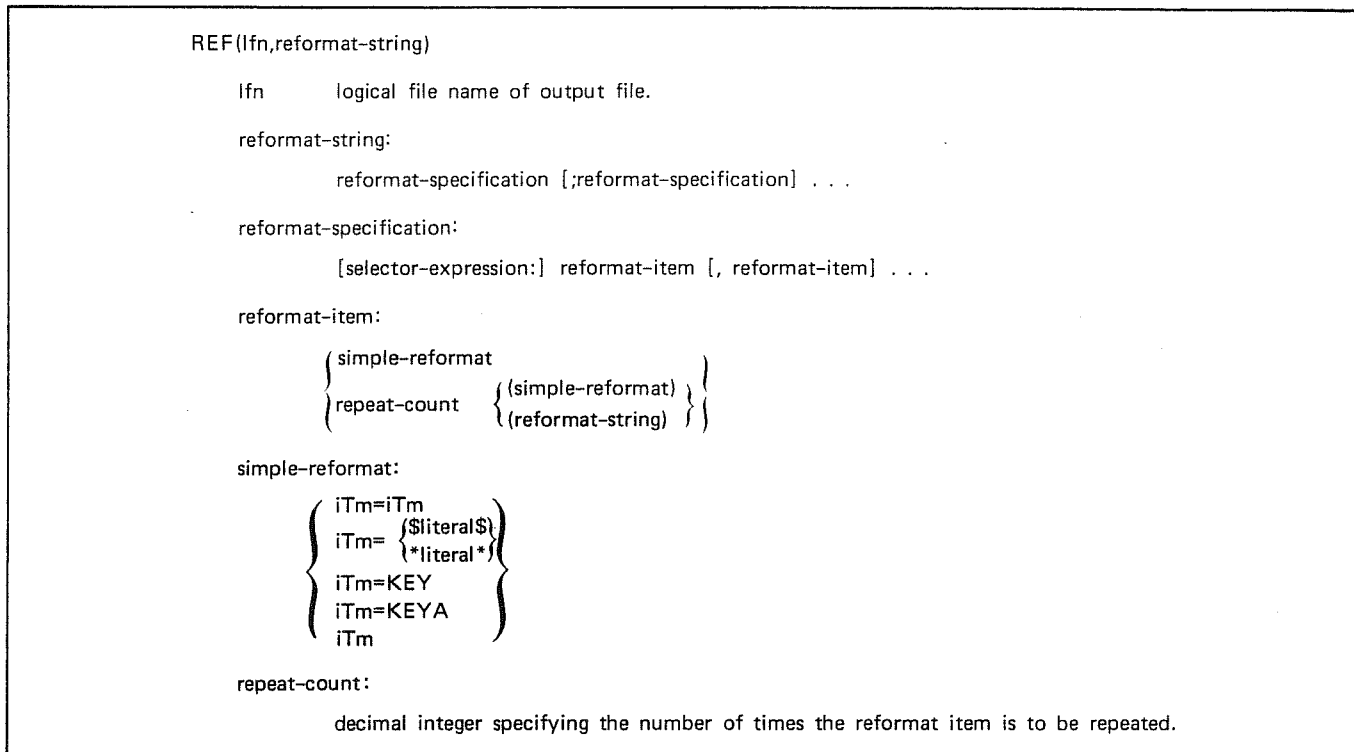 REF(lfn,reformat-string)
lfn logical file name of output file.
reformat-string:
reformat-specification [;reformat-specification] . . .
reformat-specification:
[selector-expression:] reformat-item [, reformat-item] . . .
reformat-item:
simple-reformat
repeat-count {(simple-reformat)
(reformat-string)}
simple-reformat:
iTm=iTm
iTm= {$literal$}
{*literal*}
iTm=KEY
iTm=KEYA
iTm
repeat-count:
decimal integer specifying the number of times the reformat item is to be repeated.